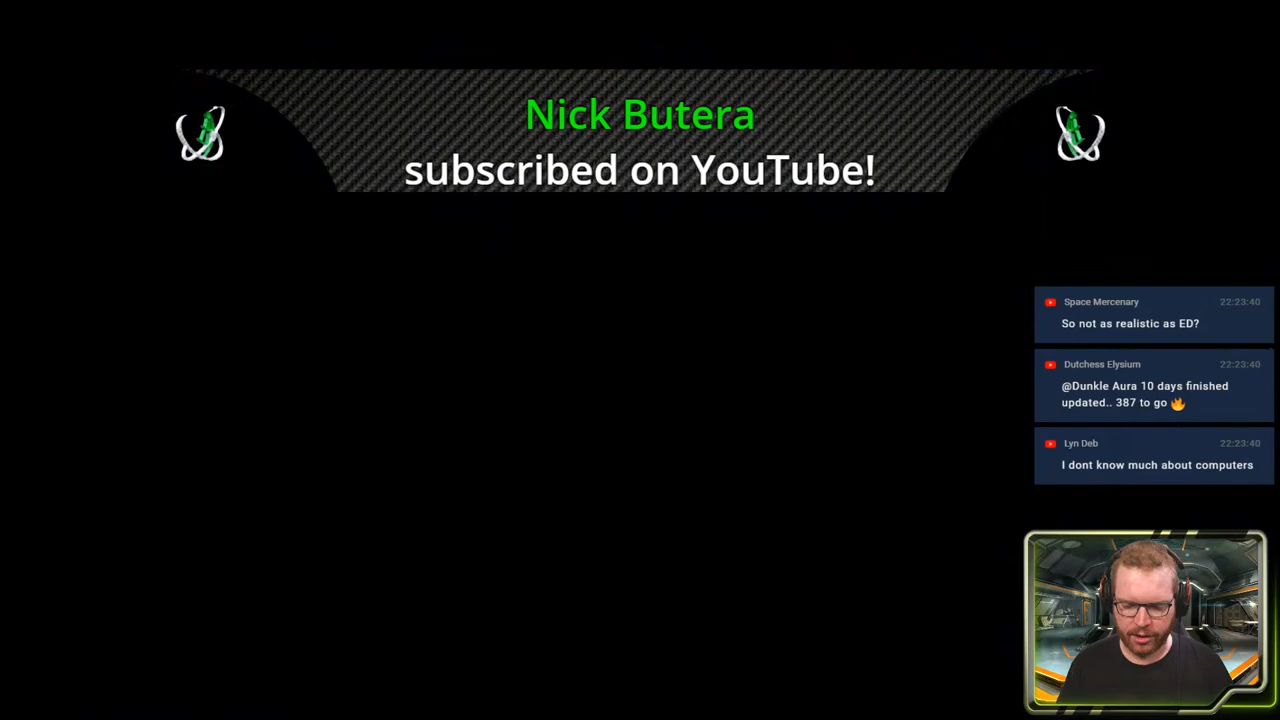 Nick Butera
subscribed on YouTube!
Space Mercenary 22:23:40
So not as realistic as ED?
Dutchess Elysium 22:23:40
@Dunkle Aura 10 days finished
updated.. 387 to go 🔥
Lyn Deb 22:23:40
I dont know much about computers